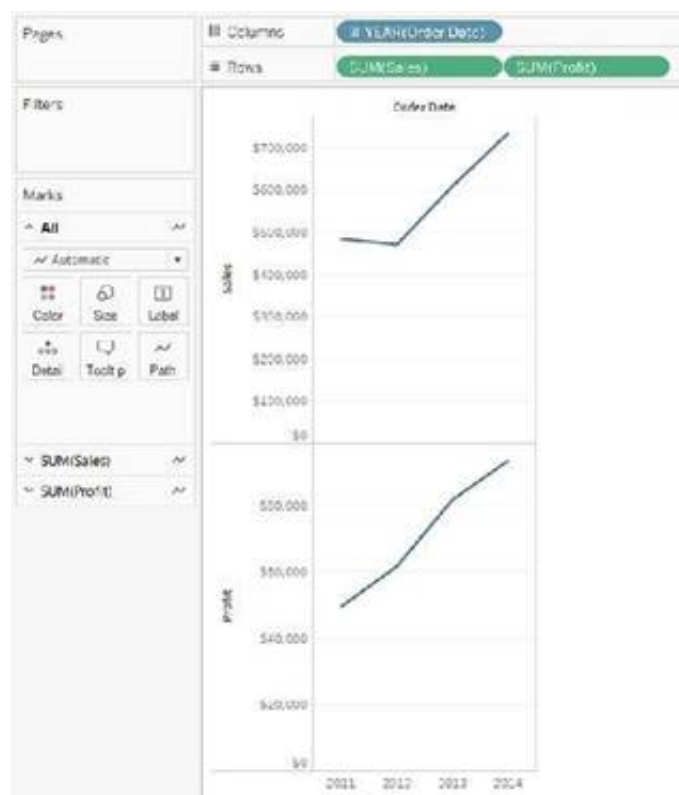 Pages
Columns
YEAR(Order Date)
Rows
SUM(Sales)
SUM(Profit)
Filters
Order Date
Marks
All
Automatic
Color
Size
Label
Detail
Tooltip
Path
SUM(Sales)
SUM(Profit)
Sales
$700,000
$600,000
$500,000
$400,000
$300,000
$200,000
$100,000
$0
Profit
$40,000
$20,000
$0
2011 2012 2013 2014